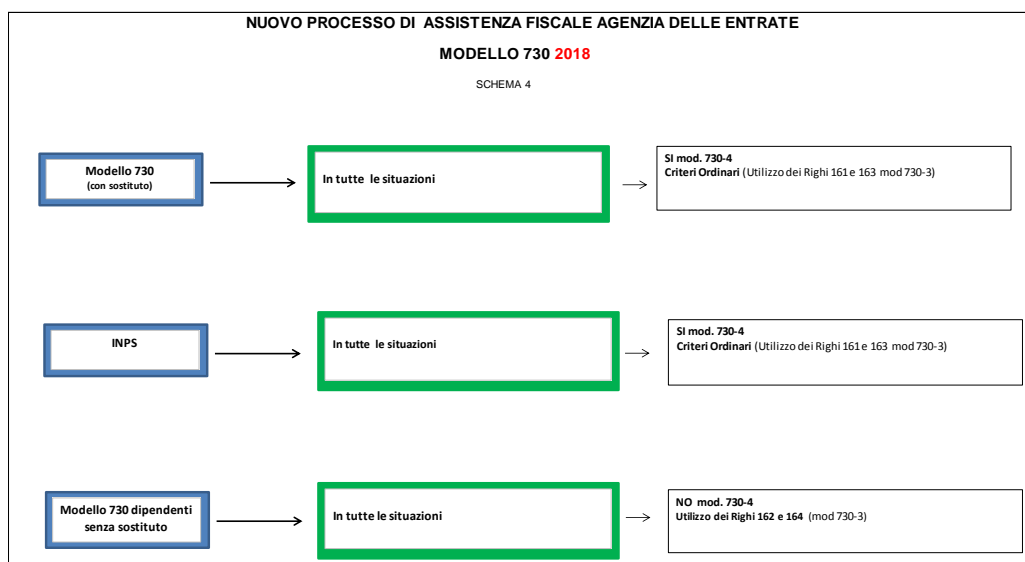 NUOVO PROCESSO DI ASSISTENZA FISCALE AGENZIA DELLE ENTRATE
MODELLO 730 2018
SCHEMA 4
Modello 730
(con sostituto)
In tutte le situazioni
SI mod. 730-4
Criteri Ordinari (Utilizzo dei Righi 161 e 163 mod 730-3)
INPS
In tutte le situazioni
SI mod. 730-4
Criteri Ordinari (Utilizzo dei Righi 161 e 163 mod 730-3)
Modello 730 dipendenti
senza sostituto
In tutte le situazioni
NO mod. 730-4
Utilizzo dei Righi 162 e 164 (mod 730-3)